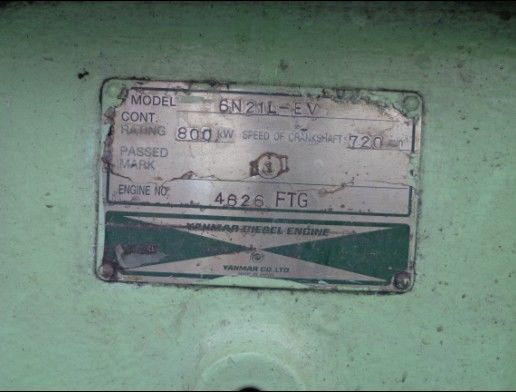 MODEL 6N21L-EV
CONT.
RATING 800 kW SPEED OF CRANKSHAFT 720
PASSED
MARK
ENGINE NO. 4626 FTG
YANMAR DIESEL ENGINE
YANMAR CO.,LTD.